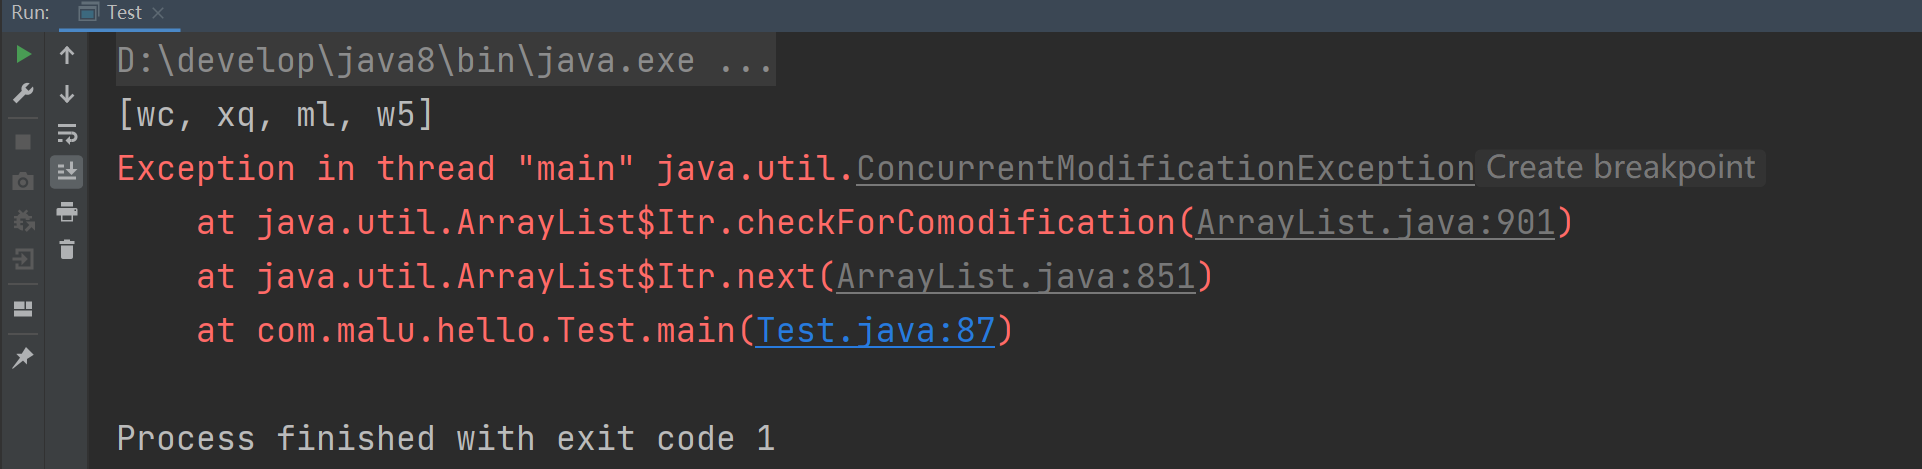 Run: Test
D:\develop\java8\bin\java.exe ...
[wc, xq, ml, w5]
Exception in thread "main" java.util.ConcurrentModificationException Create breakpoint
    at java.util.ArrayList$Itr.checkForComodification(ArrayList.java:901)
    at java.util.ArrayList$Itr.next(ArrayList.java:851)
    at com.malu.hello.Test.main(Test.java:87)
Process finished with exit code 1